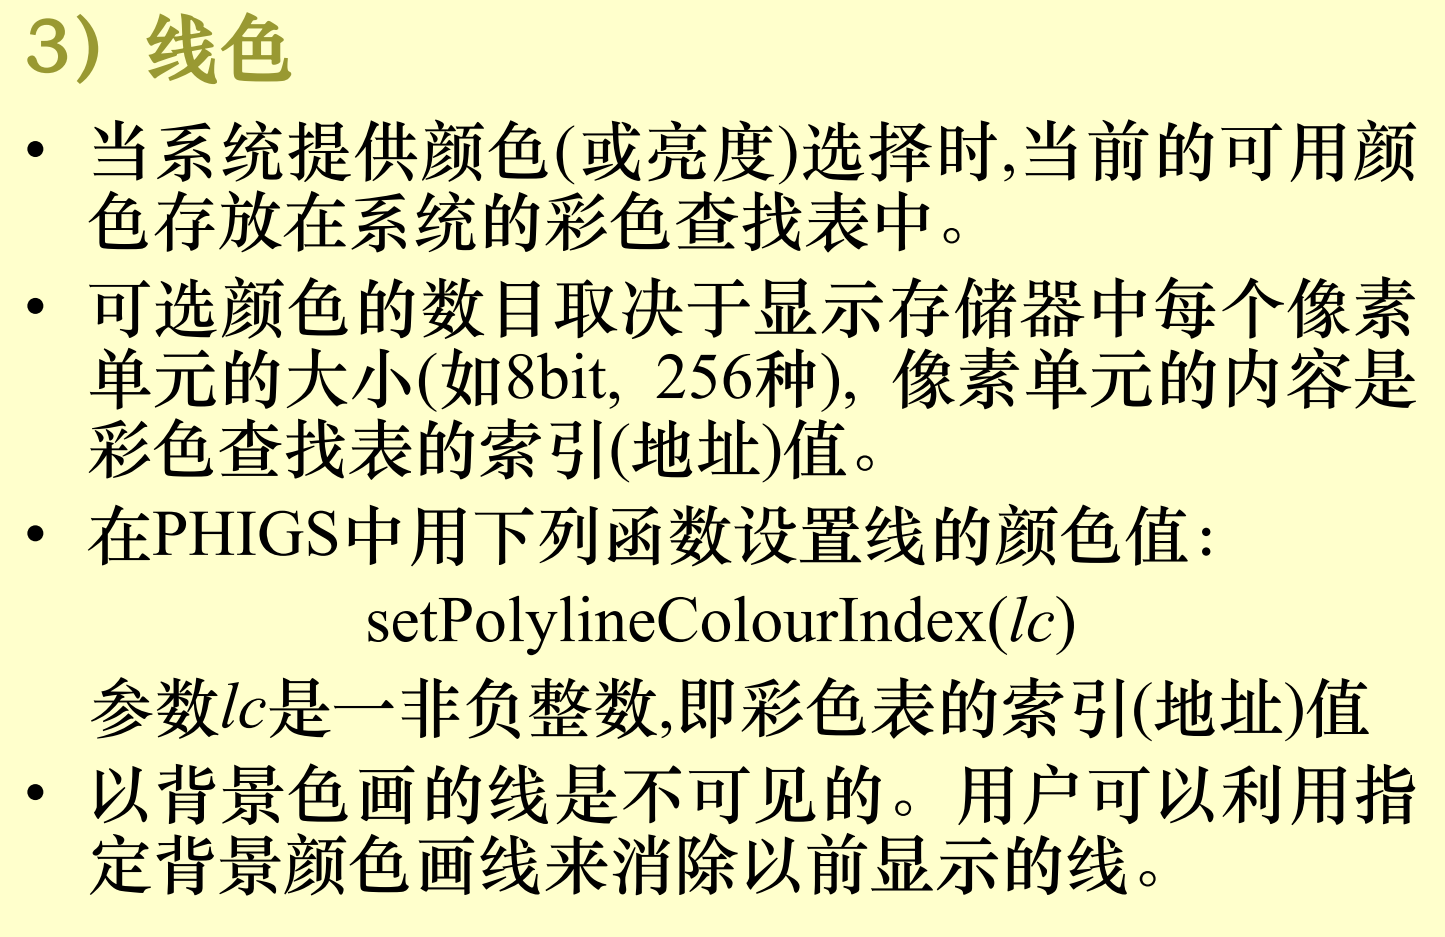 3）线色
• 当系统提供颜色(或亮度)选择时,当前的可用颜
色存放在系统的彩色查找表中。
• 可选颜色的数目取决于显示存储器中每个像素
单元的大小(如8bit, 256种), 像素单元的内容是
彩色查找表的索引(地址)值。
• 在PHIGS中用下列函数设置线的颜色值：
setPolylineColourIndex(lc)
参数lc是一非负整数,即彩色表的索引(地址)值
• 以背景色画的线是不可见的。用户可以利用指
定背景颜色画线来消除以前显示的线。